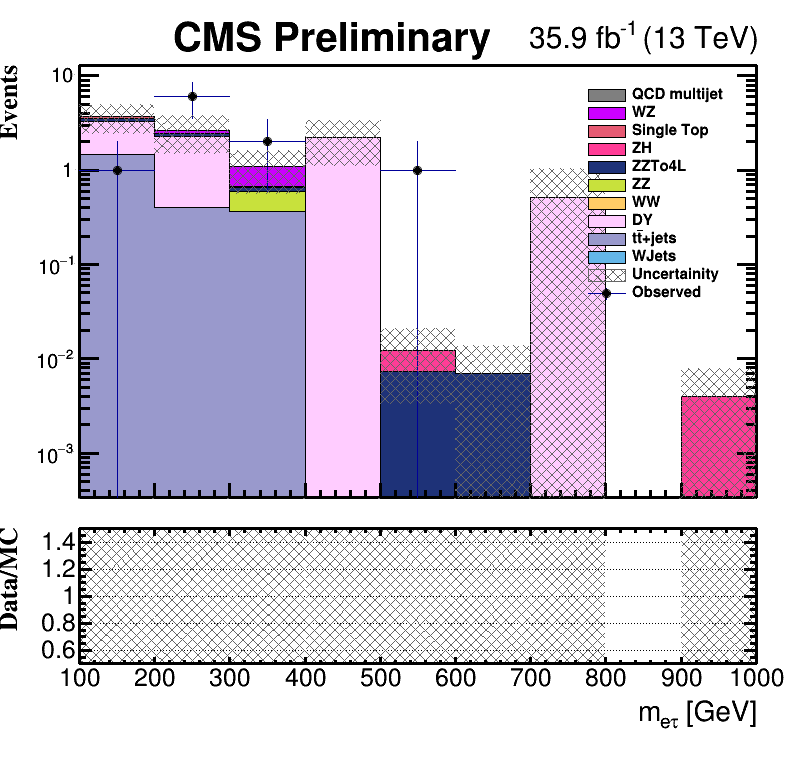 CMS Preliminary 35.9 fb⁻¹ (13 TeV)
Events
10
1
10⁻¹
10⁻²
10⁻³
QCD multijet
WZ
Single Top
ZH
ZZTo4L
ZZ
WW
DY
tt̄+jets
WJets
Uncertainity
Observed
Data/MC
1.4
1.2
1
0.8
0.6
100 200 300 400 500 600 700 800 900 1000
m_eτ [GeV]